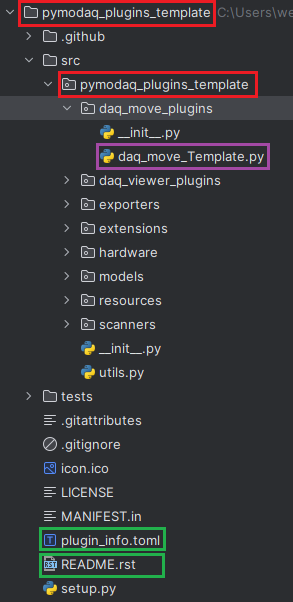 pymodaq_plugins_template C:\Users\we
.github
src
pymodaq_plugins_template
daq_move_plugins
__init__.py
daq_move_Template.py
daq_viewer_plugins
exporters
extensions
hardware
models
resources
scanners
__init__.py
utils.py
tests
.gitattributes
.gitignore
icon.ico
LICENSE
MANIFEST.in
T plugin_info.toml
RST README.rst
setup.py